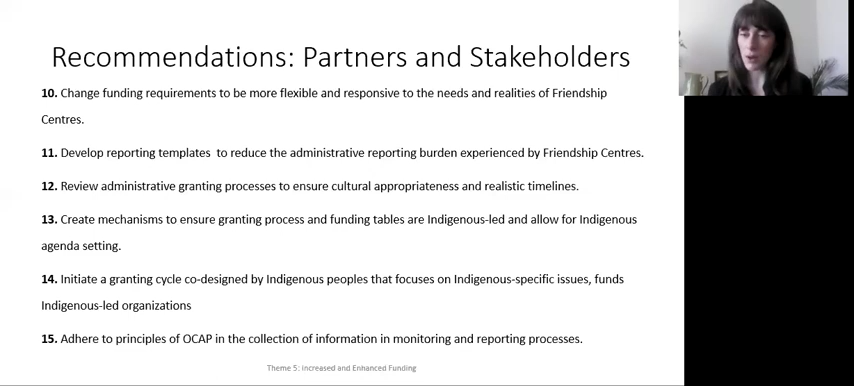 Recommendations: Partners and Stakeholders
10. Change funding requirements to be more flexible and responsive to the needs and realities of Friendship
Centres.
11. Develop reporting templates to reduce the administrative reporting burden experienced by Friendship Centres.
12. Review administrative granting processes to ensure cultural appropriateness and realistic timelines.
13. Create mechanisms to ensure granting process and funding tables are Indigenous-led and allow for Indigenous
agenda setting.
14. Initiate a granting cycle co-designed by Indigenous peoples that focuses on Indigenous-specific issues, funds
Indigenous-led organizations
15. Adhere to principles of OCAP in the collection of information in monitoring and reporting processes.
Theme 5: Increased and Enhanced Funding